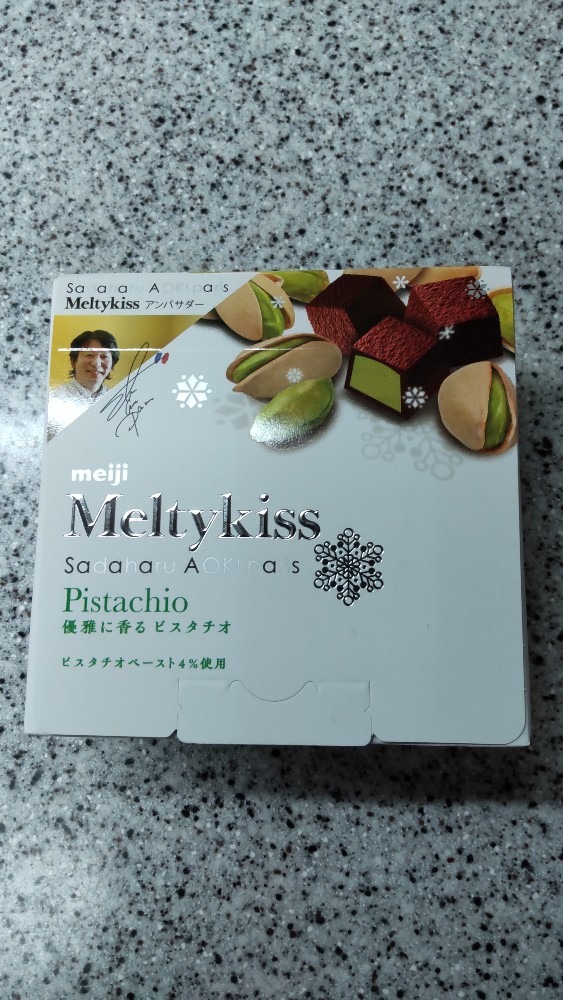 Sadaharu AOKI paris
Meltykiss アンバサダー
meiji
Meltykiss
Sadaharu AOKI paris
Pistachio
優雅に香るピスタチオ
ピスタチオペースト4%使用